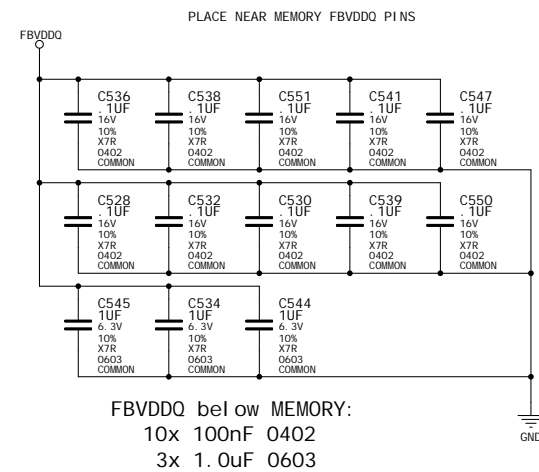 PLACE NEAR MEMORY FBVDDQ PINS
FBVDDQ
C536
.1UF
16V
10%
X7R
0402
COMMON
C538
.1UF
16V
10%
X7R
0402
COMMON
C551
.1UF
16V
10%
X7R
0402
COMMON
C541
.1UF
16V
10%
X7R
0402
COMMON
C547
.1UF
16V
10%
X7R
0402
COMMON
C528
.1UF
16V
10%
X7R
0402
COMMON
C532
.1UF
16V
10%
X7R
0402
COMMON
C530
.1UF
16V
10%
X7R
0402
COMMON
C539
.1UF
16V
10%
X7R
0402
COMMON
C550
.1UF
16V
10%
X7R
0402
COMMON
C545
1UF
6.3V
10%
X7R
0603
COMMON
C534
1UF
6.3V
10%
X7R
0603
COMMON
C544
1UF
6.3V
10%
X7R
0603
COMMON
FBVDDQ below MEMORY:
10x 100nF 0402
3x 1.0uF 0603
GND